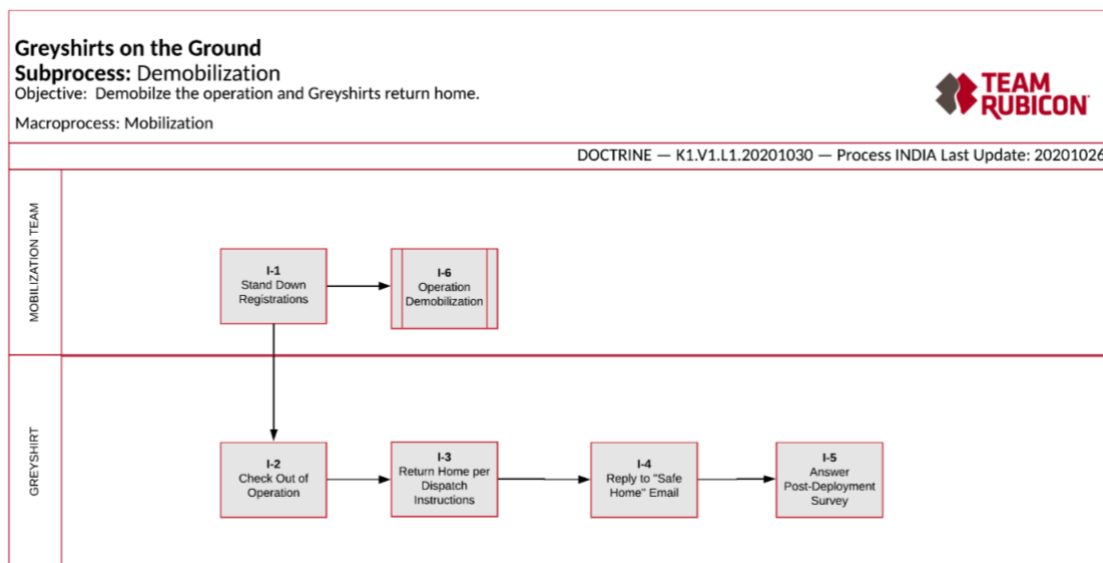 Greyshirts on the Ground
Subprocess: Demobilization
Objective:  Demobilze the operation and Greyshirts return home.
Macroprocess: Mobilization
TEAM
RUBICON
DOCTRINE — K1.V1.L1.20201030 — Process INDIA Last Update: 20201026
MOBILIZATION TEAM
I-1
Stand Down
Registrations
I-6
Operation
Demobilization
GREYSHIRT
I-2
Check Out of
Operation
I-3
Return Home per
Dispatch
Instructions
I-4
Reply to "Safe
Home" Email
I-5
Answer
Post-Deployment
Survey